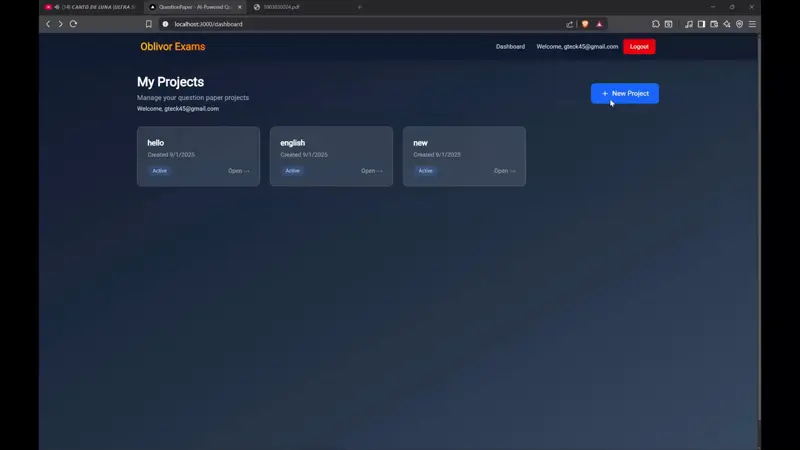 (14) CANTO DE LUNA (ULTRA S
QuestionPaper - AI-Powered Qu
localhost:3000/dashboard
Oblivor Exams
Dashboard
Welcome, gteck45@gmail.com
Logout
My Projects
Manage your question paper projects
Welcome, gteck45@gmail.com
+ New Project
hello
Created 9/1/2025
Active
Open →
english
Created 9/1/2025
Active
Open →
new
Created 9/1/2025
Active
Open →